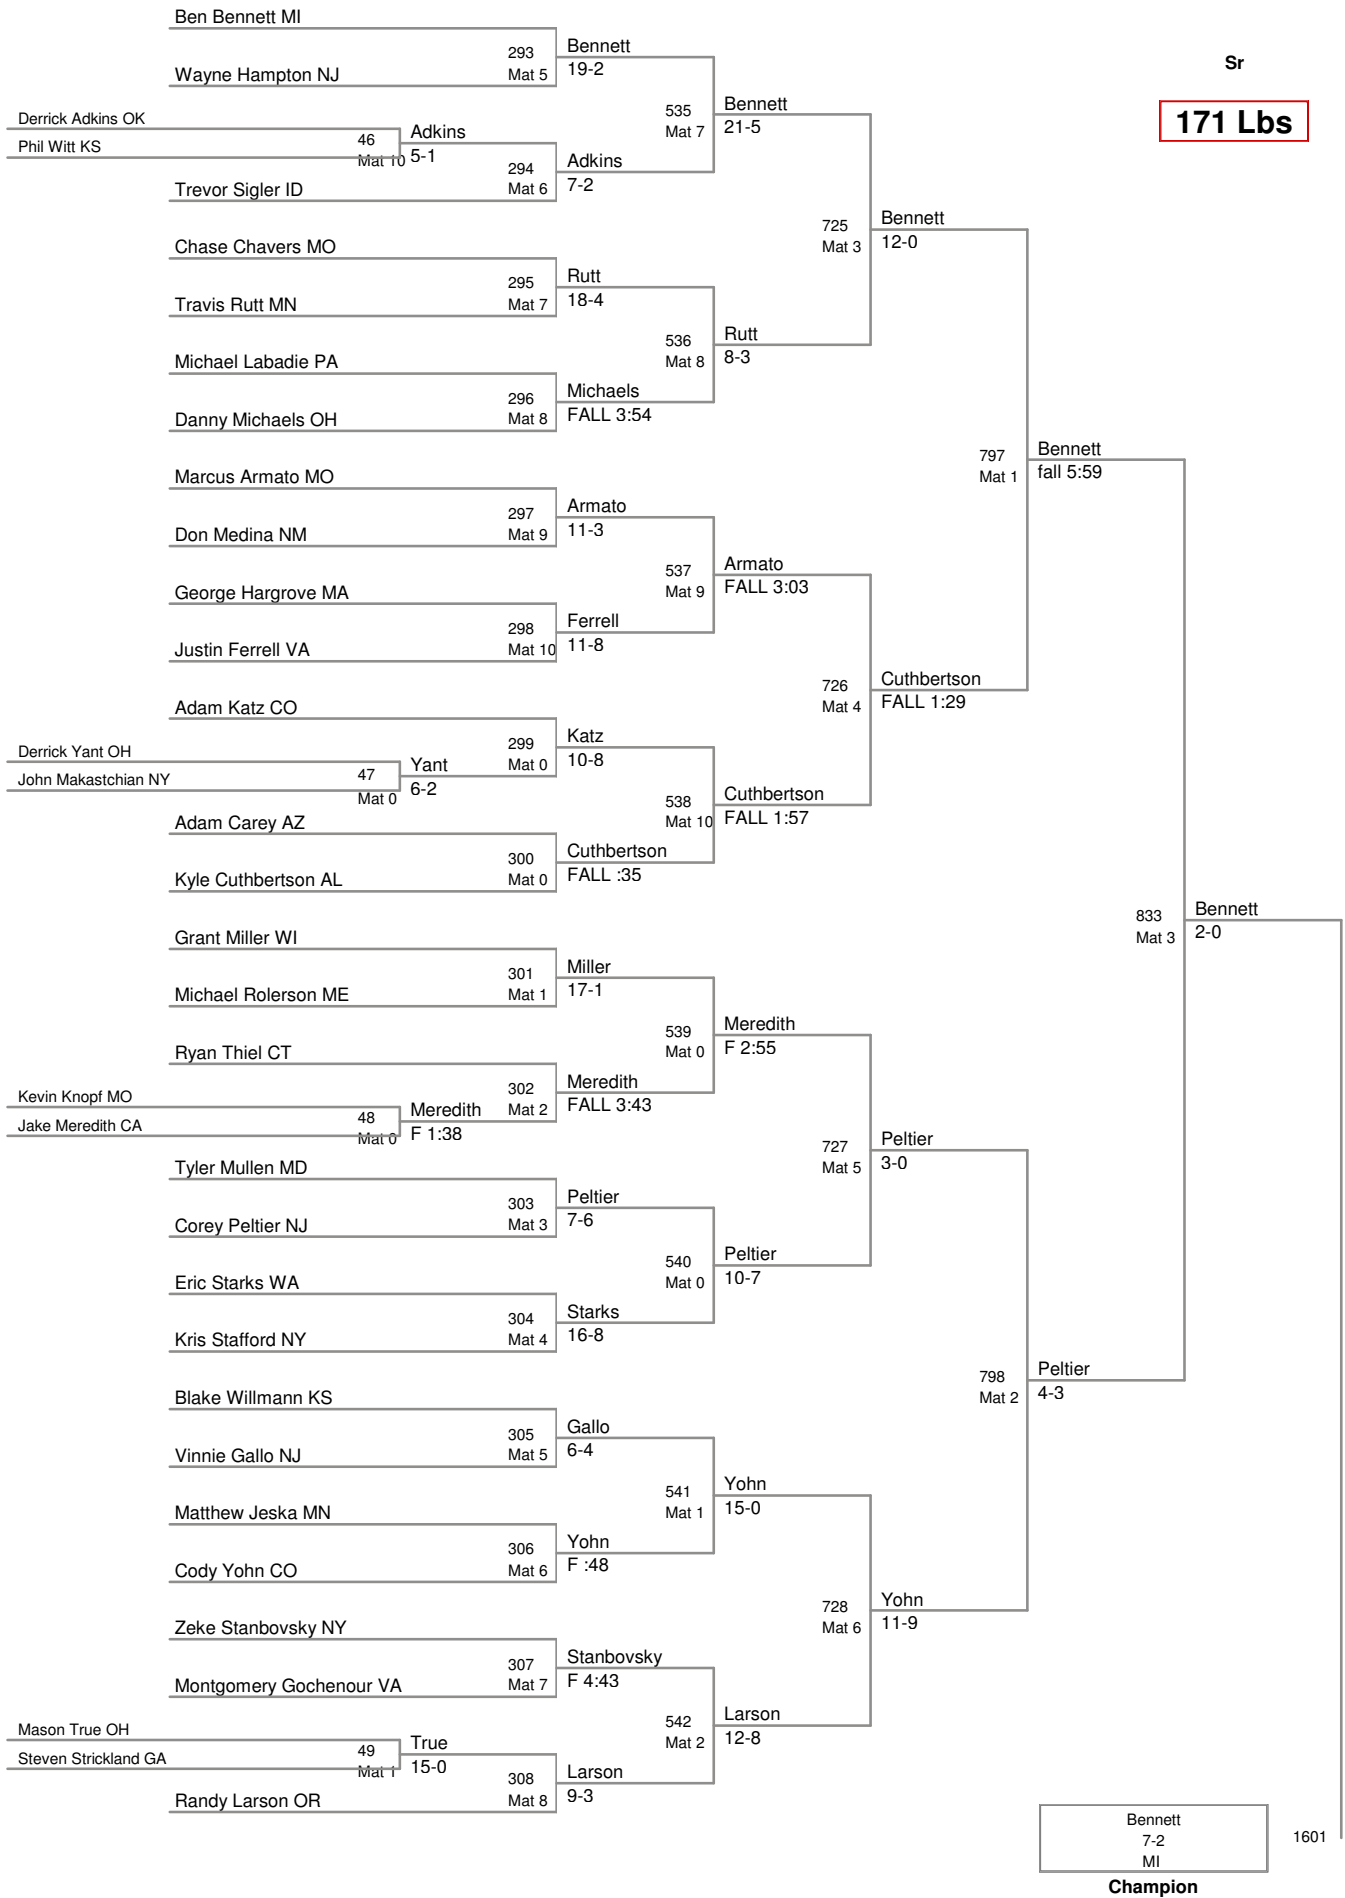 Ben Bennett MI
293 Bennett
Wayne Hampton NJ Mat 5 19-2
Sr
171 Lbs
535 Bennett
Mat 7 21-5
Derrick Adkins OK
46 Adkins
Phil Witt KS Mat 10 5-1
294 Adkins
Trevor Sigler ID Mat 6 7-2
725 Bennett
Mat 3 12-0
Chase Chavers MO
295 Rutt
Travis Rutt MN Mat 7 18-4
536 Rutt
Mat 8 8-3
Michael Labadie PA
296 Michaels
Danny Michaels OH Mat 8 FALL 3:54
797 Bennett
Mat 1 fall 5:59
Marcus Armato MO
297 Armato
Don Medina NM Mat 9 11-3
537 Armato
Mat 9 FALL 3:03
George Hargrove MA
298 Ferrell
Justin Ferrell VA Mat 10 11-8
726 Cuthbertson
Mat 4 FALL 1:29
Adam Katz CO
299 Katz
Mat 0 10-8
Derrick Yant OH
47 Yant
John Makastchian NY Mat 0 6-2
538 Cuthbertson
Mat 10 FALL 1:57
Adam Carey AZ
300 Cuthbertson
Kyle Cuthbertson AL Mat 0 FALL :35
833 Bennett
Mat 3 2-0
Grant Miller WI
301 Miller
Michael Rolerson ME Mat 1 17-1
539 Meredith
Mat 0 F 2:55
Ryan Thiel CT
302 Meredith
Mat 2 FALL 3:43
Kevin Knopf MO
48 Meredith
Jake Meredith CA Mat 0 F 1:38
727 Peltier
Mat 5 3-0
Tyler Mullen MD
303 Peltier
Corey Peltier NJ Mat 3 7-6
540 Peltier
Mat 0 10-7
Eric Starks WA
304 Starks
Kris Stafford NY Mat 4 16-8
798 Peltier
Mat 2 4-3
Blake Willmann KS
305 Gallo
Vinnie Gallo NJ Mat 5 6-4
541 Yohn
Mat 1 15-0
Matthew Jeska MN
306 Yohn
Cody Yohn CO Mat 6 F :48
728 Yohn
Mat 6 11-9
Zeke Stanbovsky NY
307 Stanbovsky
Montgomery Gochenour VA Mat 7 F 4:43
542 Larson
Mat 2 12-8
Mason True OH
49 True
Steven Strickland GA Mat 1 15-0
308 Larson
Randy Larson OR Mat 8 9-3
Bennett
7-2
MI
1601
Champion